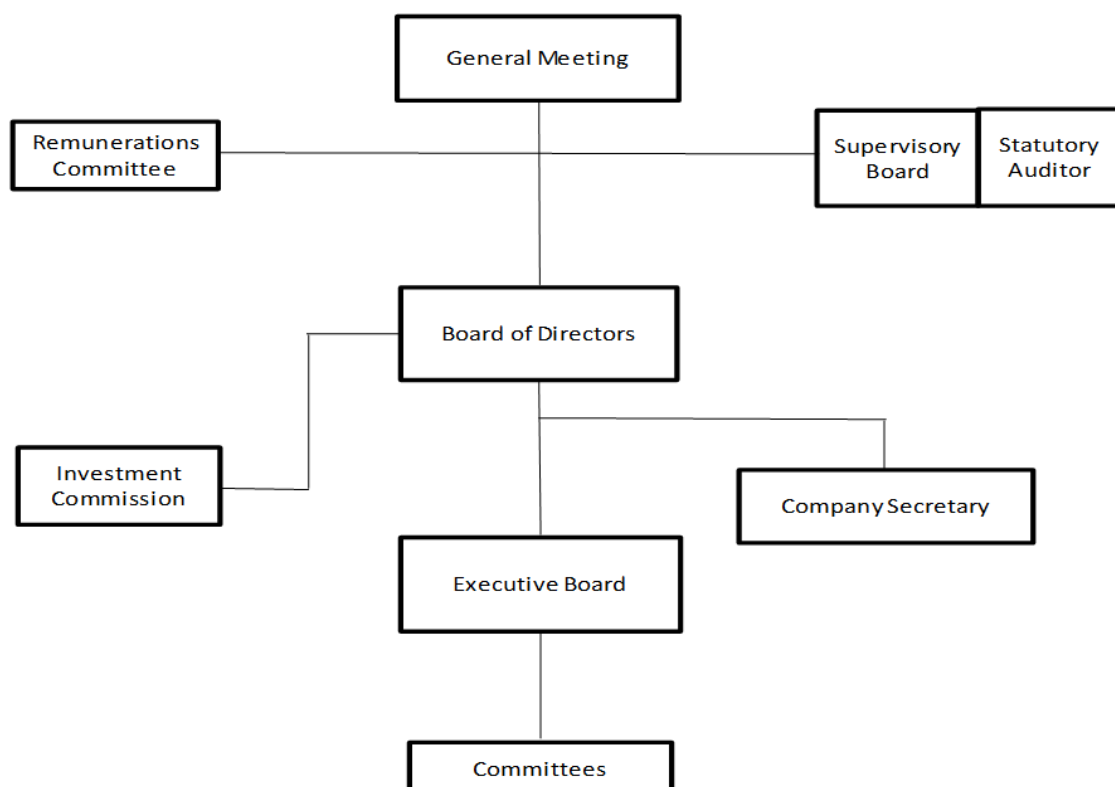 General Meeting
Remunerations
Committee
Supervisory
Board
Statutory
Auditor
Board of Directors
Investment
Commission
Company Secretary
Executive Board
Committees